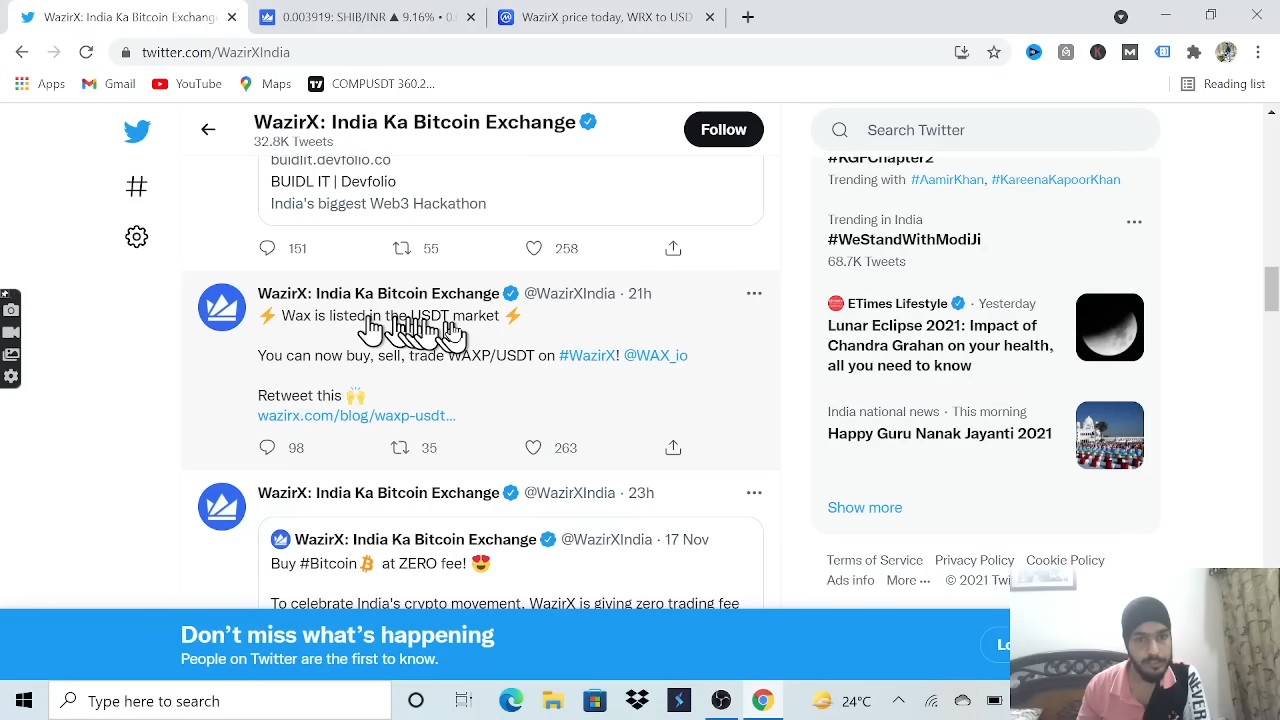 WazirX: India Ka Bitcoin Exchang
0.003919: SHIB/INR ▲ 9.16% •
WazirX price today, WRX to USD
twitter.com/WazirXIndia
Apps
Gmail
YouTube
Maps
COMPUSDT 360.2...
Reading list
WazirX: India Ka Bitcoin Exchange
32.8K Tweets
Follow
Search Twitter
buidlit.devfolio.co
BUIDL IT | Devfolio
India's biggest Web3 Hackathon
151 55 258
WazirX: India Ka Bitcoin Exchange @WazirXIndia · 21h
⚡ Wax is listed in the USDT market ⚡
You can now buy, sell, trade WAXP/USDT on #WazirX! @WAX_io
Retweet this 🙌
wazirx.com/blog/waxp-usdt...
98 35 263
WazirX: India Ka Bitcoin Exchange @WazirXIndia · 23h
WazirX: India Ka Bitcoin Exchange @WazirXIndia · 17 Nov
Buy #Bitcoin at ZERO fee! 😍
To celebrate India's crypto movement, WazirX is giving zero trading fee
#KGFChapter2
Trending with #AamirKhan, #KareenaKapoorKhan
Trending in India
#WeStandWithModiJi
68.7K Tweets
ETimes Lifestyle · Yesterday
Lunar Eclipse 2021: Impact of
Chandra Grahan on your health,
all you need to know
India national news · This morning
Happy Guru Nanak Jayanti 2021
Show more
Terms of Service Privacy Policy Cookie Policy
Ads info More ··· © 2021 Twi
Don't miss what's happening
People on Twitter are the first to know.
Lo
Type here to search
24°C
NEVER